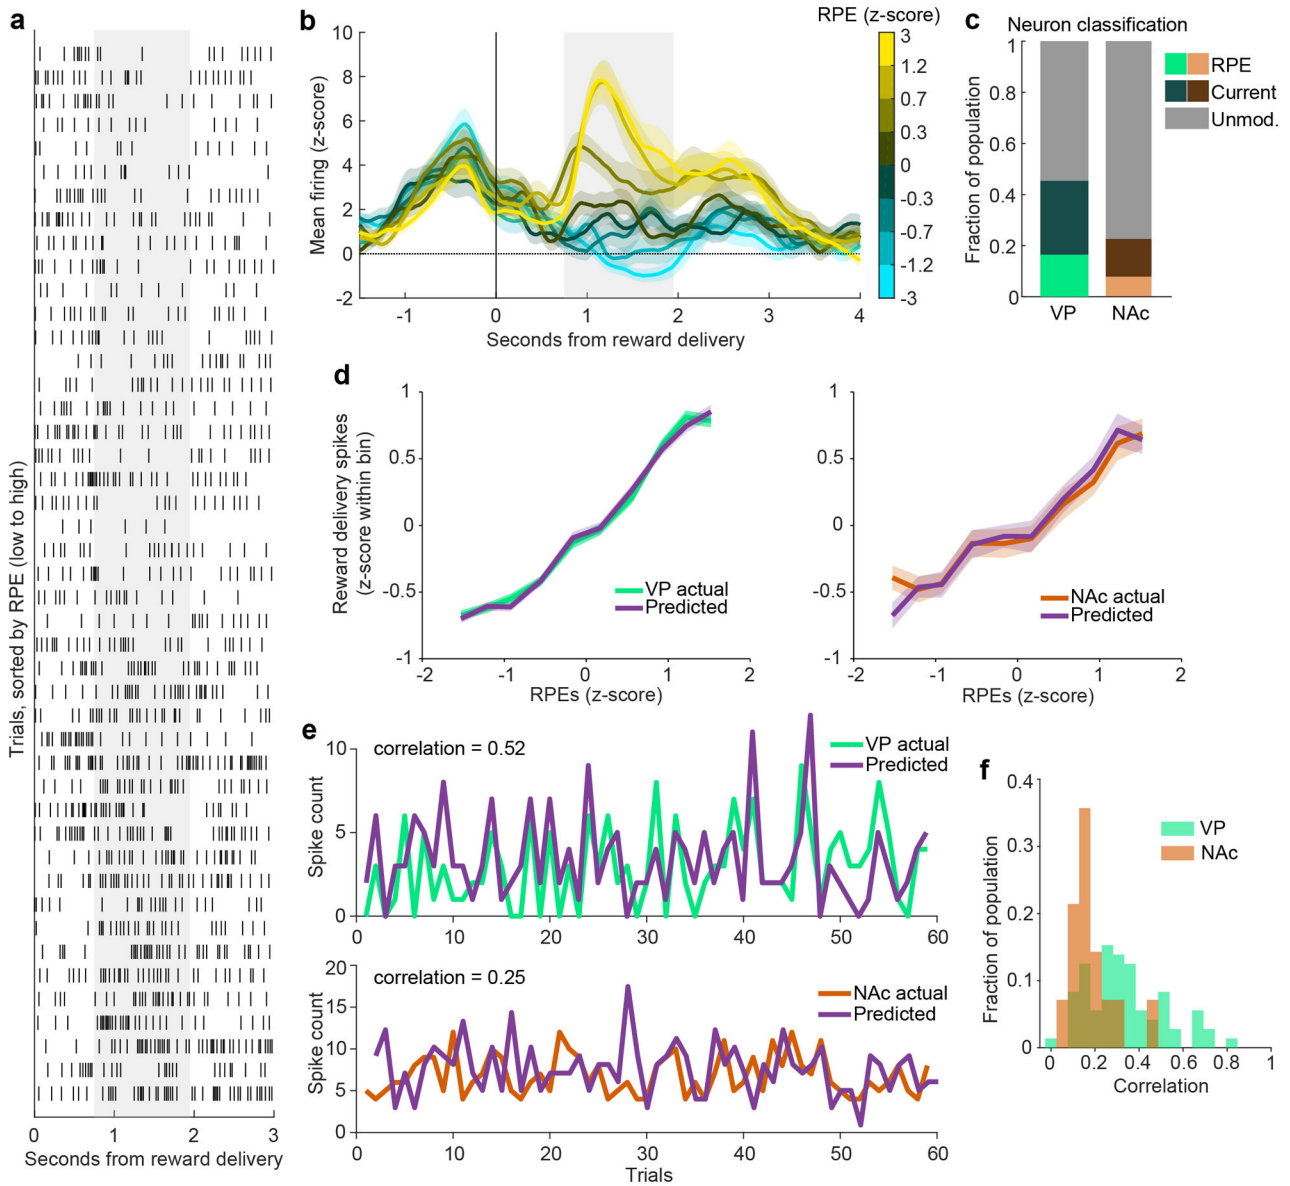 a
Trials, sorted by RPE (low to high)
0 1 2 3
Seconds from reward delivery
b
RPE (z-score)
Mean firing (z-score)
10
8
6
4
2
0
-2
-1 0 1 2 3 4
Seconds from reward delivery
3
1.2
0.7
0.3
0
-0.3
-0.7
-1.2
-3
c
Neuron classification
Fraction of population
1
0.8
0.6
0.4
0.2
0
VP NAc
RPE
Current
Unmod.
d
Reward delivery spikes
(z-score within bin)
1
0.5
0
-0.5
-1
-2 -1 0 1 2
RPEs (z-score)
VP actual
Predicted
1
0.5
0
-0.5
-1
-2 -1 0 1 2
RPEs (z-score)
NAc actual
Predicted
e
correlation = 0.52
VP actual
Predicted
Spike count
10
5
0
0 10 20 30 40 50 60
correlation = 0.25
NAc actual
Predicted
Spike count
20
15
10
5
0
0 10 20 30 40 50 60
Trials
f
Fraction of population
0.4
0.3
0.2
0.1
0
0 0.2 0.4 0.6 0.8 1
Correlation
VP
NAc